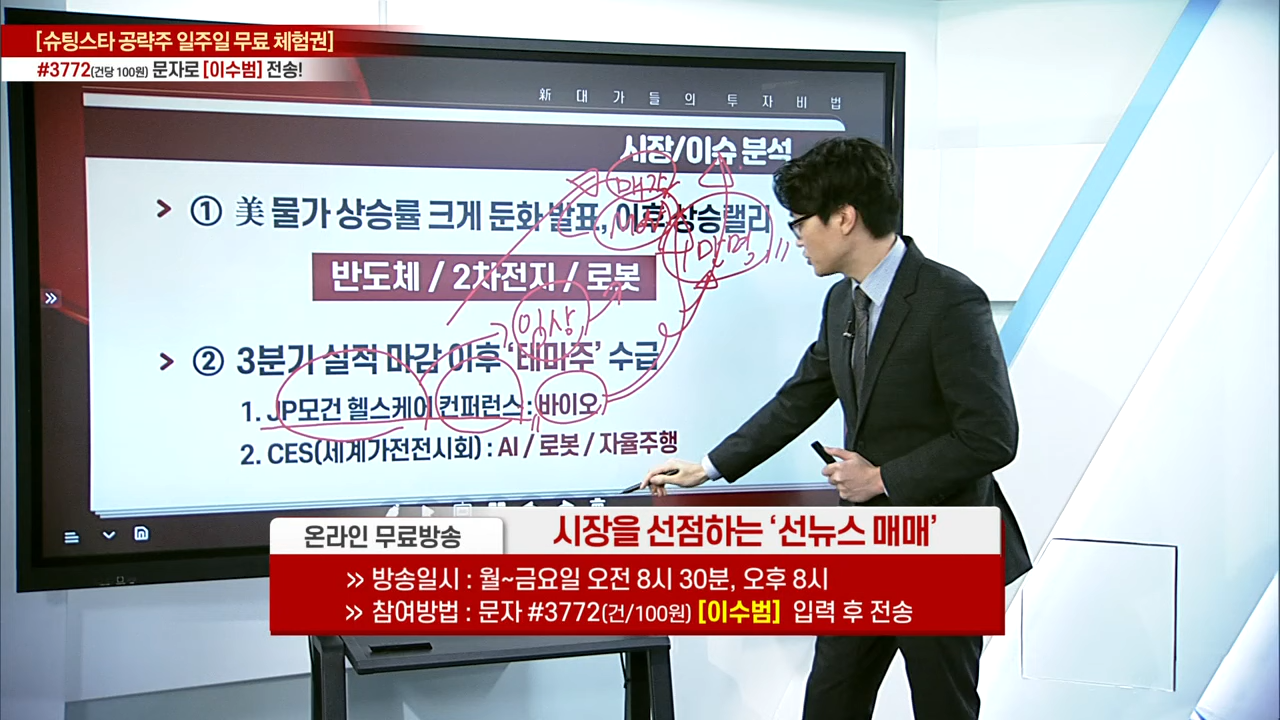 [슈팅스타 공략주 일주일 무료 체험권]
#3772(건당 100원) 문자로 [이수범] 전송!
新대가들의 투자비법
시장/이슈 분석
매각
① 美 물가 상승률 크게 둔화 발표, 이후 상승랠리
반도체 / 2차전지 / 로봇
임상
② 3분기 실적 마감 이후 '테마주' 수급
1. JP모건 헬스케어 컨퍼런스 : 바이오
2. CES(세계가전전시회) : AI / 로봇 / 자율주행
온라인 무료방송
시장을 선점하는 '선뉴스 매매'
>> 방송일시 : 월~금요일 오전 8시 30분, 오후 8시
>> 참여방법 : 문자 #3772(건/100원) [이수범] 입력 후 전송